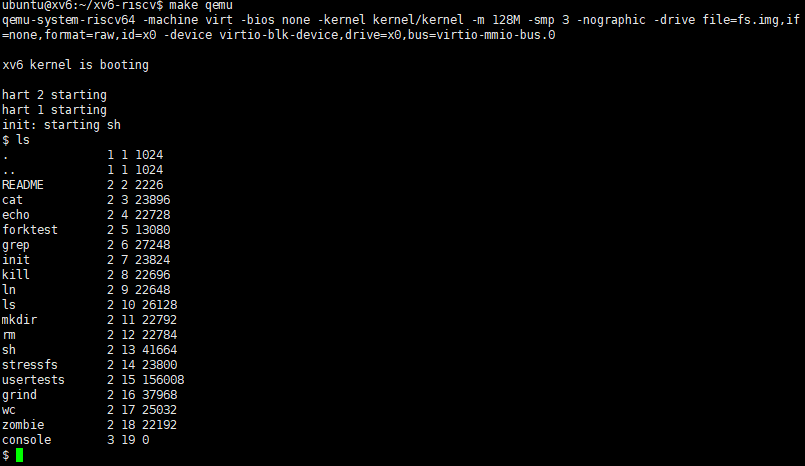 ubuntu@xv6:~/xv6-riscv$ make qemu
qemu-system-riscv64 -machine virt -bios none -kernel kernel/kernel -m 128M -smp 3 -nographic -drive file=fs.img,if
=none,format=raw,id=x0 -device virtio-blk-device,drive=x0,bus=virtio-mmio-bus.0
xv6 kernel is booting
hart 2 starting
hart 1 starting
init: starting sh
$ ls
. 1 1 1024
.. 1 1 1024
README 2 2 2226
cat 2 3 23896
echo 2 4 22728
forktest 2 5 13080
grep 2 6 27248
init 2 7 23824
kill 2 8 22696
ln 2 9 22648
ls 2 10 26128
mkdir 2 11 22792
rm 2 12 22784
sh 2 13 41664
stressfs 2 14 23800
usertests 2 15 156008
grind 2 16 37968
wc 2 17 25032
zombie 2 18 22192
console 3 19 0
$